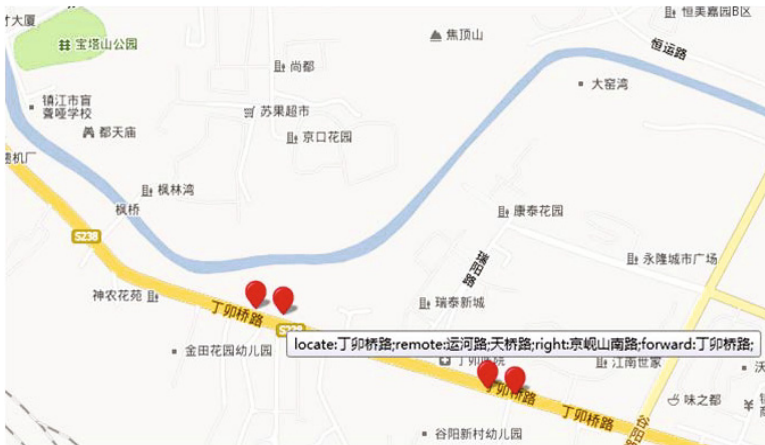 才大厦
宝塔山公园
恒美嘉园B区
焦顶山
恒运路
尚都
大窑湾
镇江市盲
聋哑学校
苏果超市
都天庙
京口花园
枫林湾
枫桥
康泰花园
S238
瑞阳路
永隆城市广场
神农花苑
瑞泰新城
丁卯桥路
locate:丁卯桥路;remote:运河路;天桥路;right:京岘山南路;forward:丁卯桥路;
金田花园幼儿园
江南世家
沃
丁卯桥路
味之都
丁卯桥路
谷阳
谷阳新村幼儿园